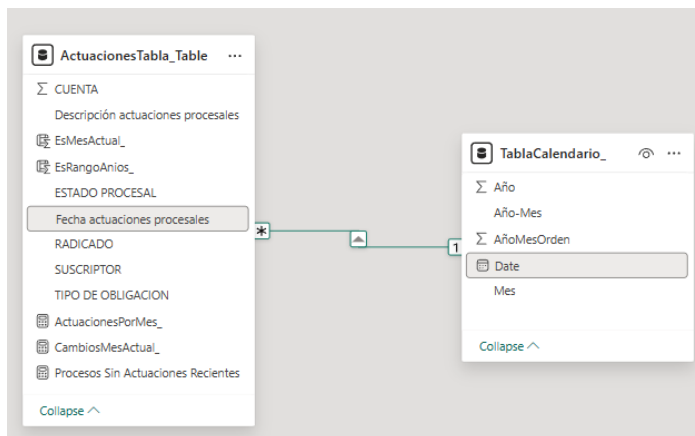 ActuacionesTabla_Table
CUENTA
Descripción actuaciones procesales
EsMesActual_
EsRangoAnios_
ESTADO PROCESAL
Fecha actuaciones procesales
RADICADO
SUSCRIPTOR
TIPO DE OBLIGACION
ActuacionesPorMes_
CambiosMesActual_
Procesos Sin Actuaciones Recientes
Collapse
*
1
TablaCalendario_
Año
Año-Mes
AñoMesOrden
Date
Mes
Collapse